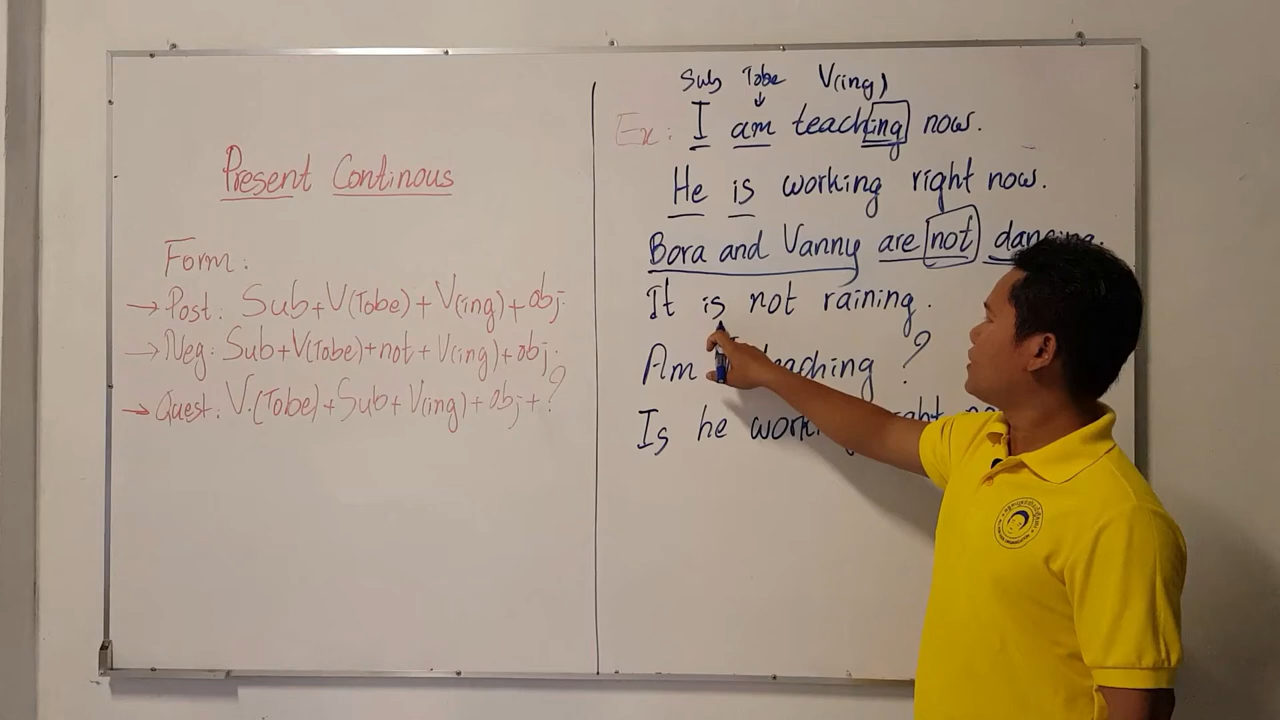 Present Continous
Form:
→ Post: Sub+V(Tobe)+V(ing)+obj.
→ Neg: Sub+V(Tobe)+not+V(ing)+obj.
→ Quest: V.(Tobe)+Sub+V(ing)+obj+?
Sub Tobe V(ing)
↓
Ex: I am teaching now.
He is working right now.
Bora and Vanny are not dancing.
It is not raining.
Am I teaching ?
Is he working right